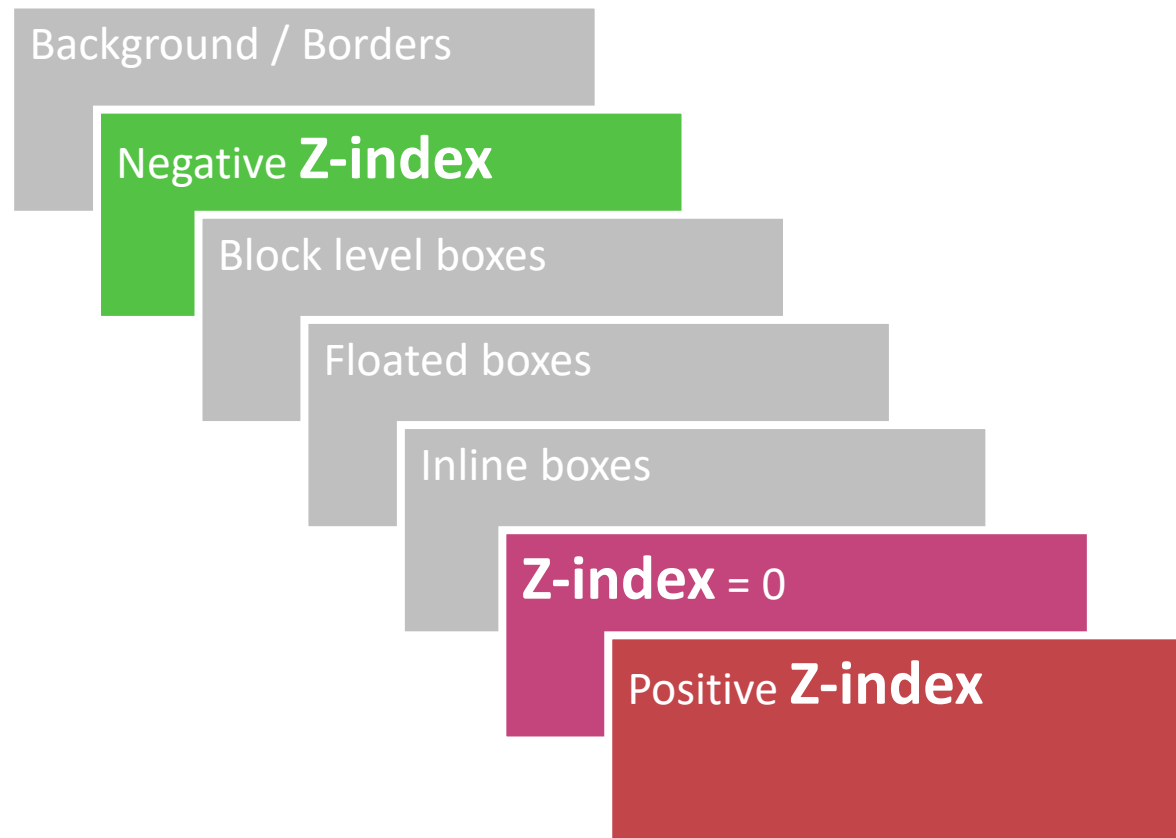 Background / Borders
Negative Z-index
Block level boxes
Floated boxes
Inline boxes
Z-index = 0
Positive Z-index